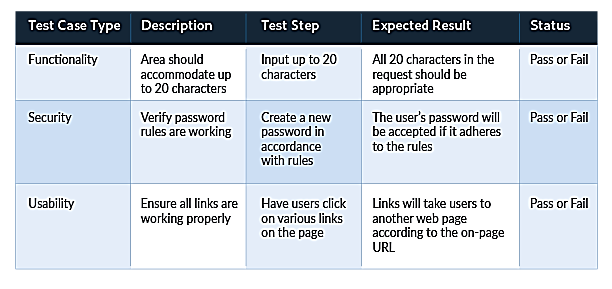 Test Case Type Description Test Step Expected Result Status
Functionality
Area should
accommodate up
to 20 characters
Input up to 20
characters
All 20 characters in the
request should be
appropriate
Pass or Fail
Security
Verify password
rules are working
Create a new
password in
accordance
with rules
The user's password will
be accepted if it adheres
to the rules
Pass or Fail
Usability
Ensure all links are
working properly
Have users click
on various links
on the page
Links will take users to
another web page
according to the on-page
URL
Pass or Fail